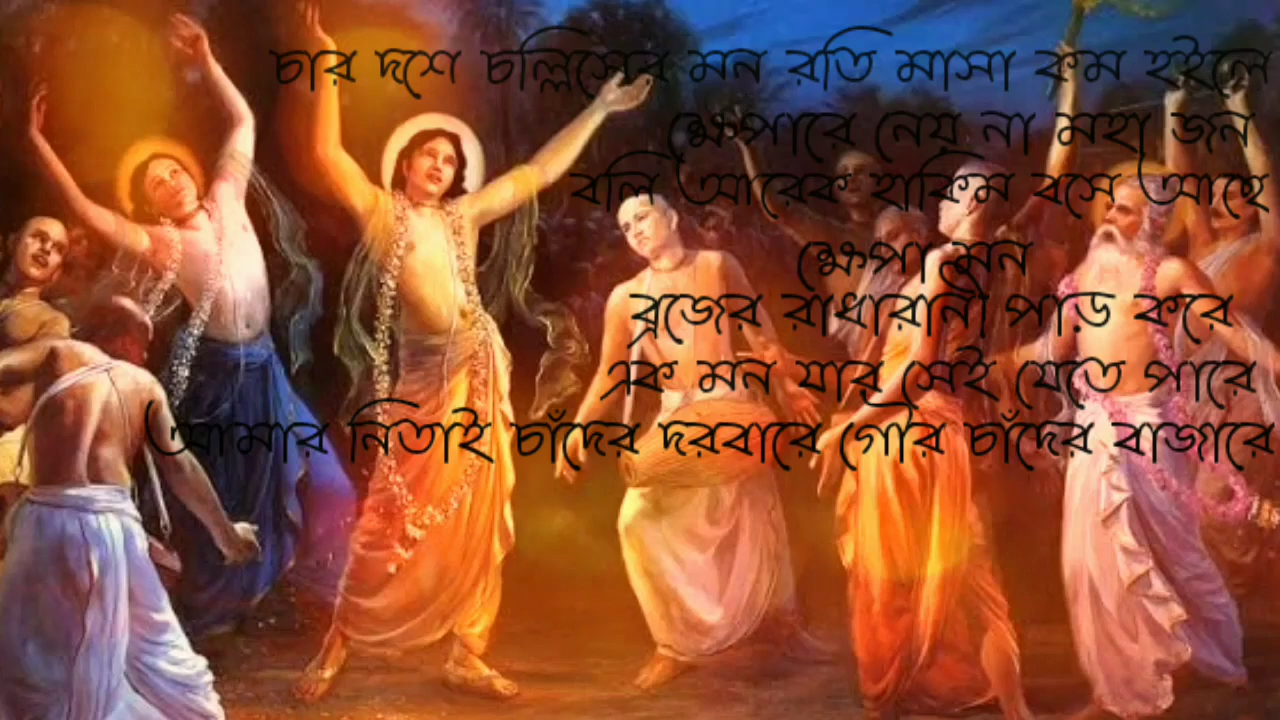 চার দশে চল্লিসের মন রতি মাসা কম হইলে
ক্ষেপারে নেয় না মহা জন
বলি আরেক হাকিম বসে আছে
ক্ষেপা মন
ব্রজের রাধারানী পাড় করে
এক মন যার সেই যেতে পারে
আমার নিতাই চাঁদের দরবারে গৌর চাঁদের বাজারে